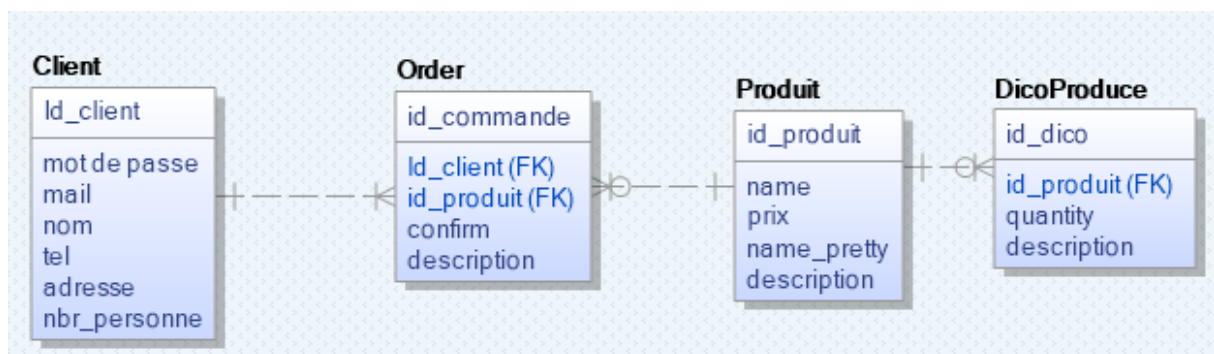 Client
Id_client
mot de passe
mail
nom
tel
adresse
nbr_personne
Order
id_commande
Id_client (FK)
id_produit (FK)
confirm
description
Produit
id_produit
name
prix
name_pretty
description
DicoProduce
id_dico
id_produit (FK)
quantity
description